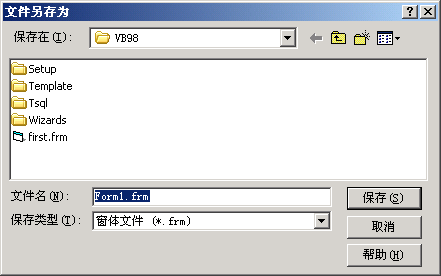 文件另存为
保存在(I): VB98
Setup
Template
Tsql
Wizards
first.frm
文件名(N): Form1.frm 保存(S)
保存类型(T): 窗体文件 (*.frm) 取消
帮助(H)